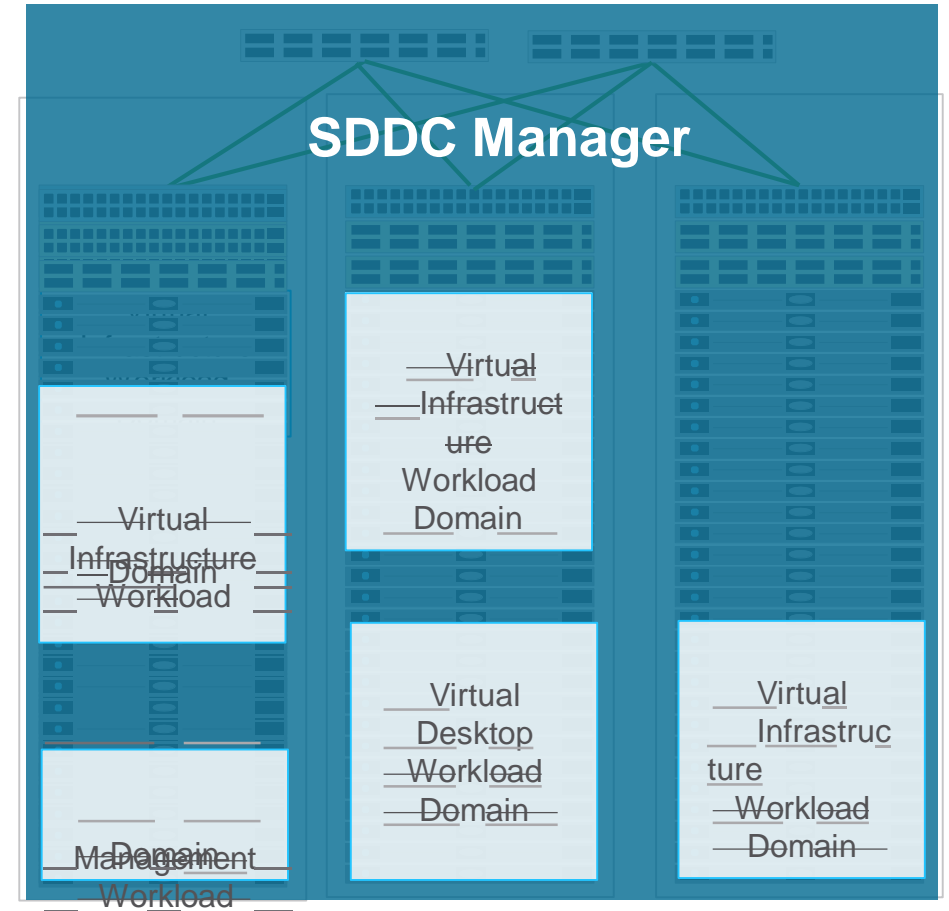 SDDC Manager
Virtual
Infrastructure
Domain
Workload
Domain
Management
Workload
Virtual
Infrastruct
ure
Workload
Domain
Virtual
Desktop
Workload
Domain
Virtual
Infrastruc
ture
Workload
Domain